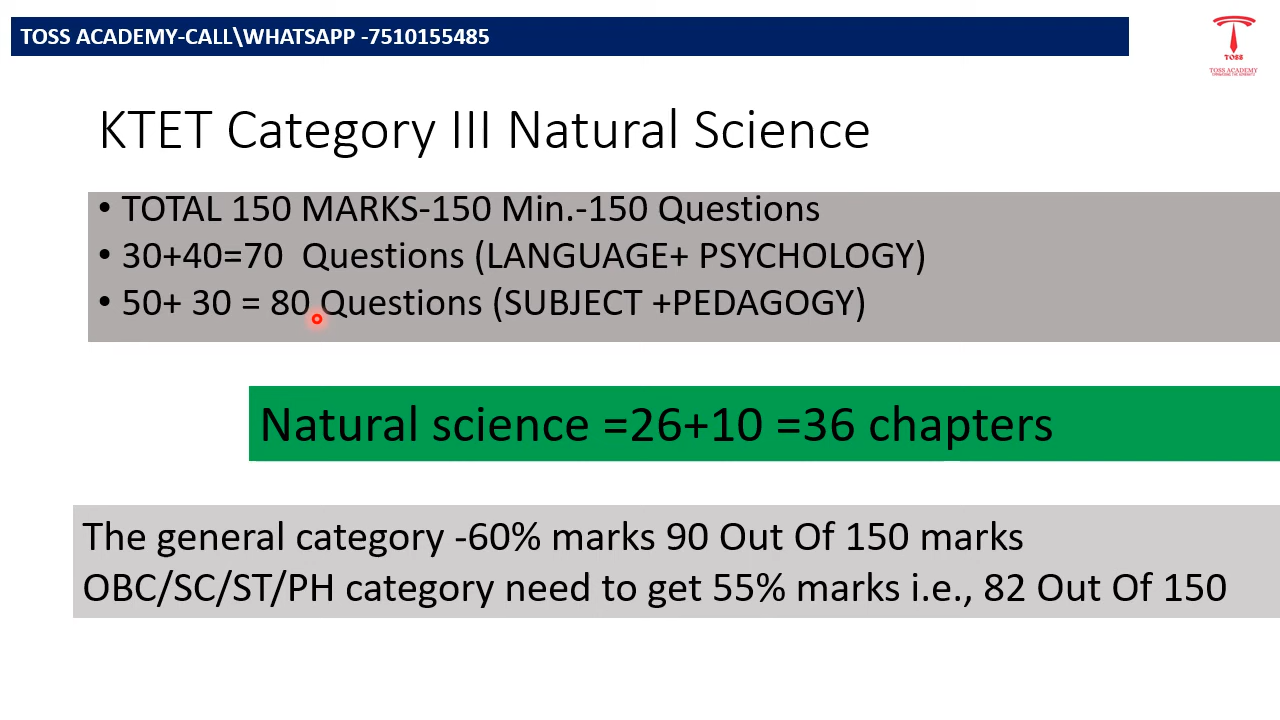 TOSS ACADEMY-CALL\WHATSAPP -7510155485
TOSS
TOSS ACADEMY
KTET Category III Natural Science
• TOTAL 150 MARKS-150 Min.-150 Questions
• 30+40=70 Questions (LANGUAGE+ PSYCHOLOGY)
• 50+ 30 = 80 Questions (SUBJECT +PEDAGOGY)
Natural science =26+10 =36 chapters
The general category -60% marks 90 Out Of 150 marks
OBC/SC/ST/PH category need to get 55% marks i.e., 82 Out Of 150